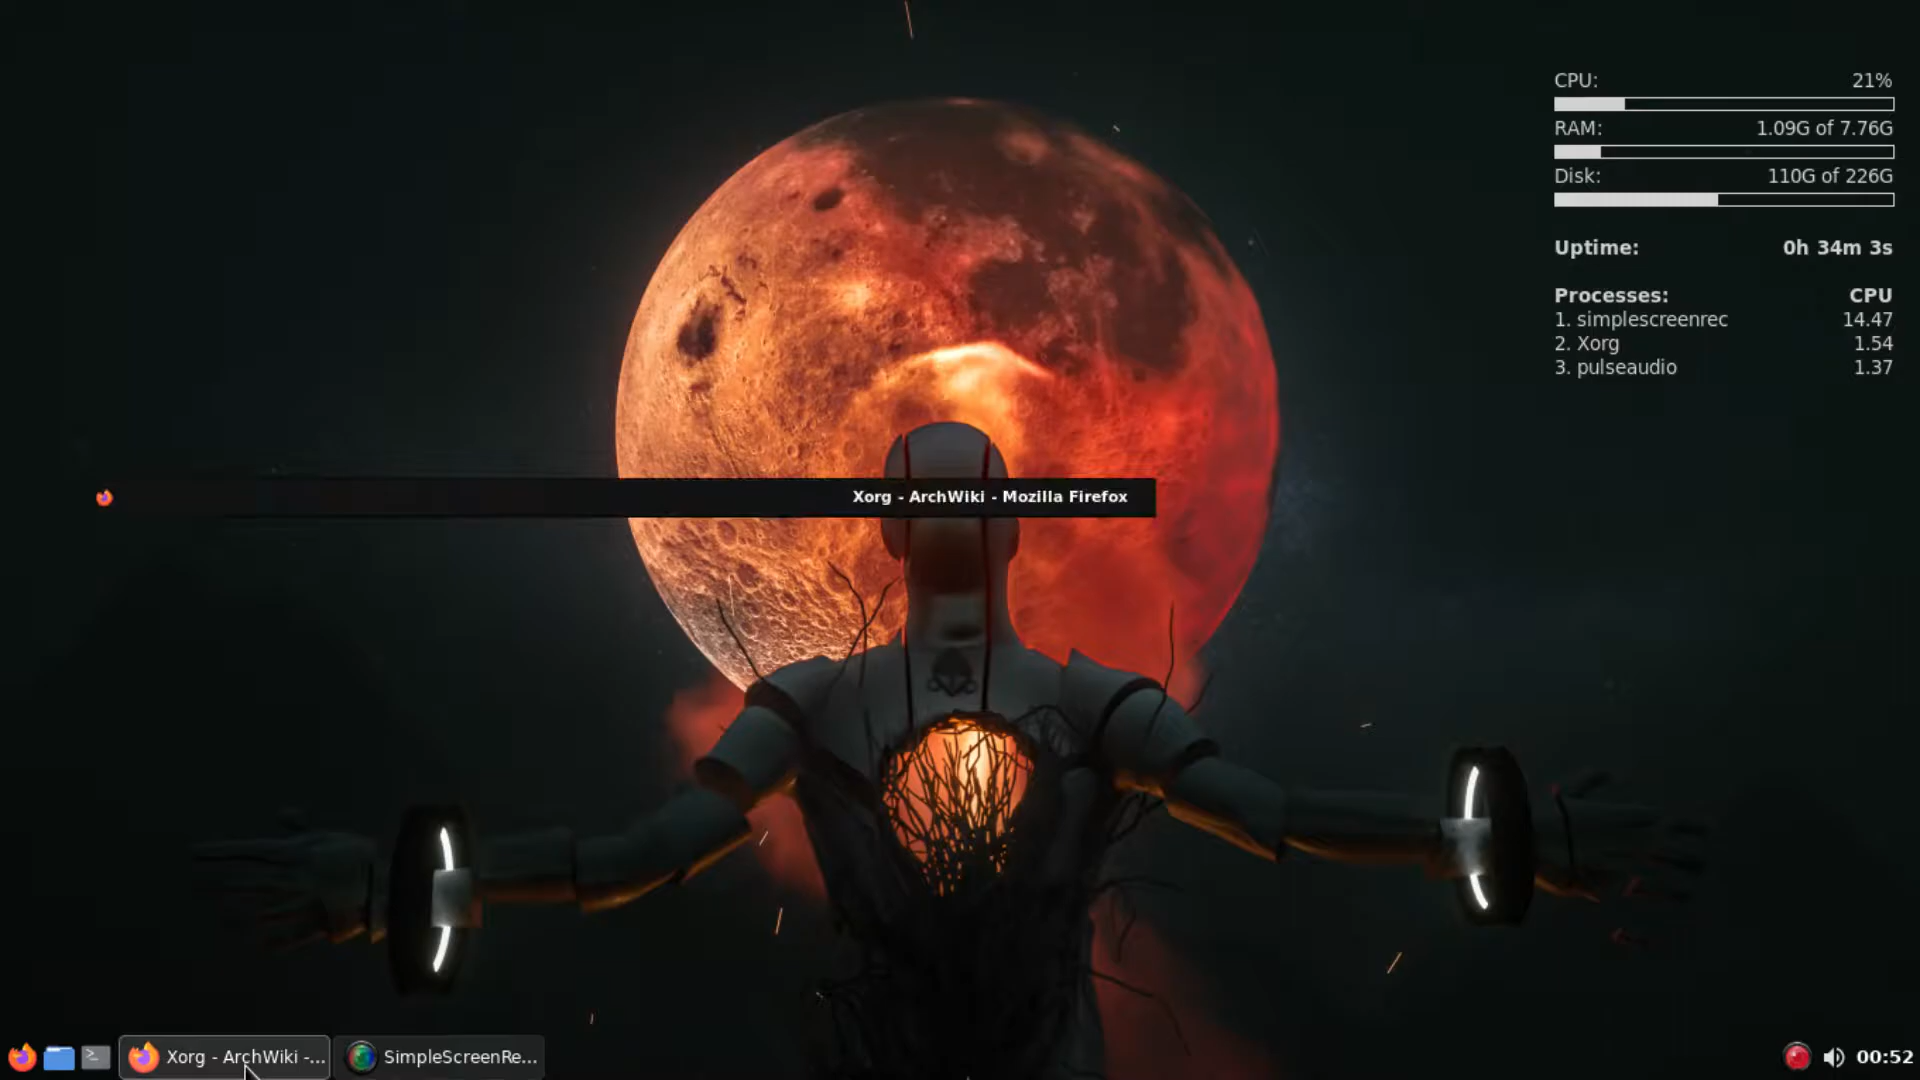 CPU: 21%
RAM: 1.09G of 7.76G
Disk: 110G of 226G
Uptime: 0h 34m 3s
Processes: CPU
1. simplescreenrec 14.47
2. Xorg 1.54
3. pulseaudio 1.37
Xorg - ArchWiki - Mozilla Firefox
Xorg - ArchWiki -...
SimpleScreenRe...
00:52